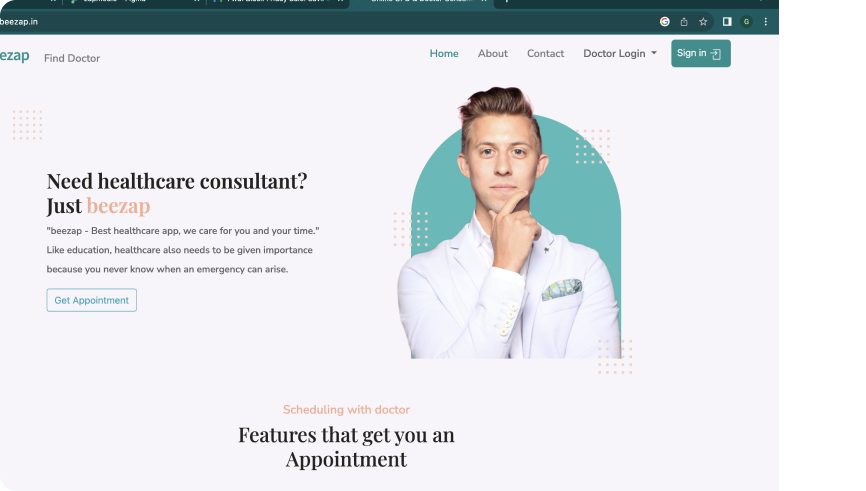 beezap.in
G
ezap
Find Doctor
Home
About
Contact
Doctor Login
Sign in
Need healthcare consultant?
Just beezap
"beezap - Best healthcare app, we care for you and your time."
Like education, healthcare also needs to be given importance
because you never know when an emergency can arise.
Get Appointment
Scheduling with doctor
Features that get you an
Appointment